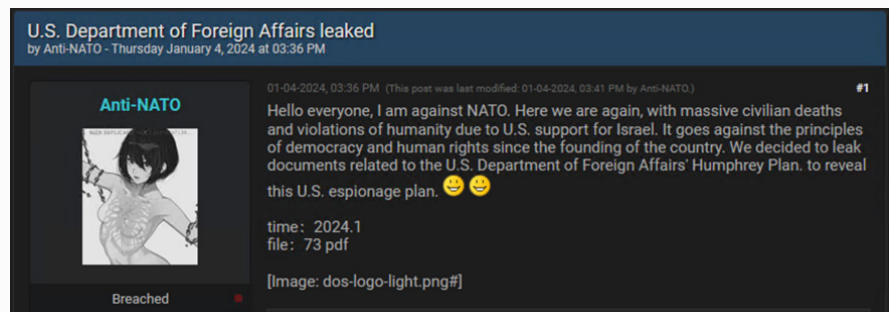 U.S. Department of Foreign Affairs leaked
by Anti-NATO - Thursday January 4, 2024 at 03:36 PM
01-04-2024, 03:36 PM (This post was last modified: 01-04-2024, 03:41 PM by Anti-NATO.)
#1
Anti-NATO
Hello everyone, I am against NATO. Here we are again, with massive civilian deaths
and violations of humanity due to U.S. support for Israel. It goes against the principles
of democracy and human rights since the founding of the country. We decided to leak
documents related to the U.S. Department of Foreign Affairs' Humphrey Plan. to reveal
this U.S. espionage plan.
time: 2024.1
file: 73 pdf
[Image: dos-logo-light.png#]
Breached